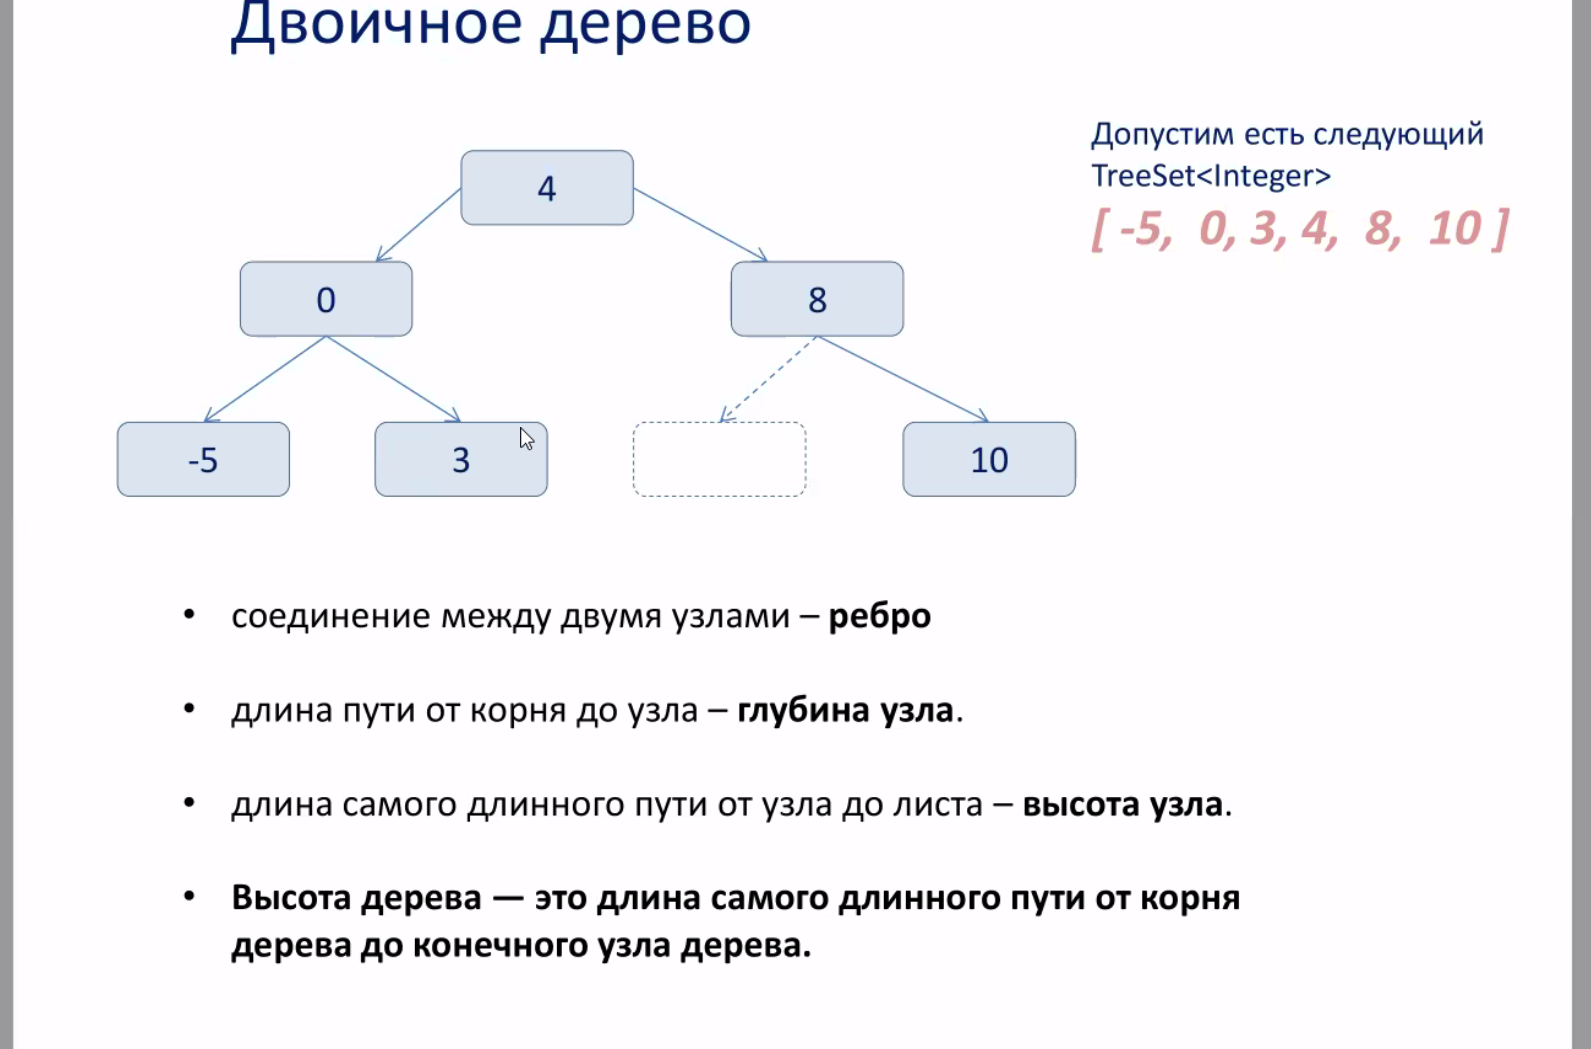 Двоичное дерево
Допустим есть следующий
TreeSet<Integer>
[ -5, 0, 3, 4, 8, 10 ]
4
0
8
-5
3
10
• соединение между двумя узлами – ребро
• длина пути от корня до узла – глубина узла.
• длина самого длинного пути от узла до листа – высота узла.
• Высота дерева — это длина самого длинного пути от корня
дерева до конечного узла дерева.